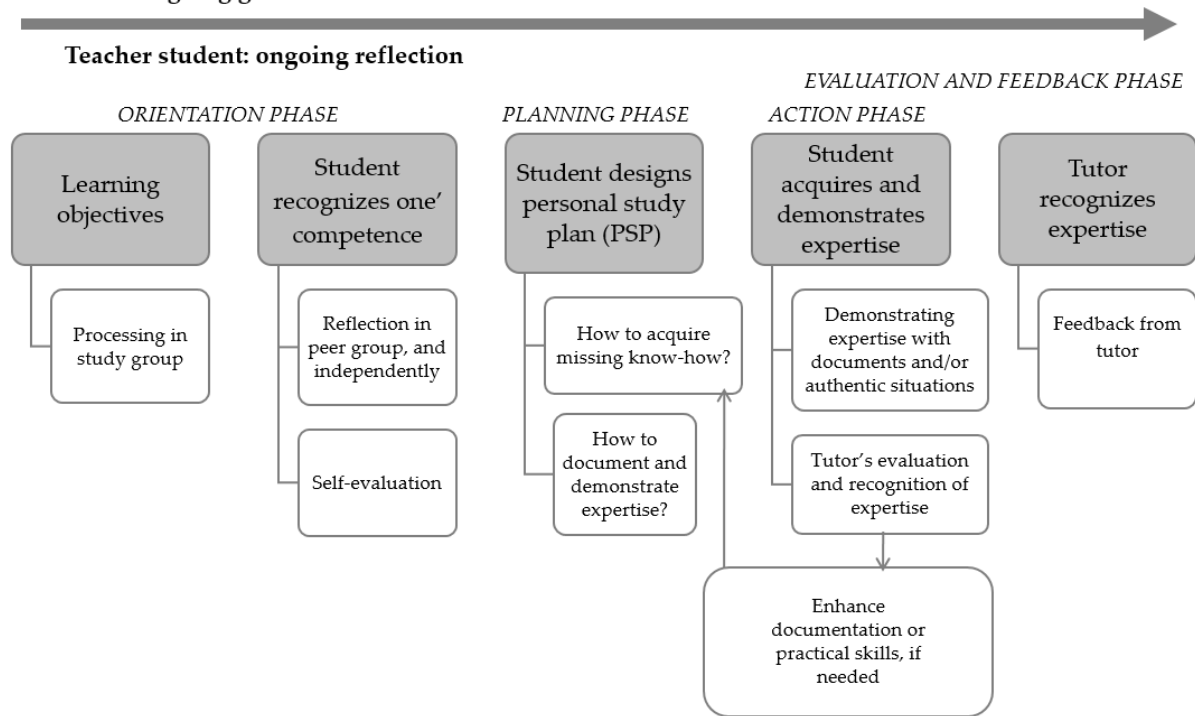 Teacher student: ongoing reflection
EVALUATION AND FEEDBACK PHASE
ORIENTATION PHASE
PLANNING PHASE
ACTION PHASE
Learning
objectives
Processing in
study group
Student
recognizes one’
competence
Reflection in
peer group, and
independently
Self-evaluation
Student designs
personal study
plan (PSP)
How to acquire
missing know-how?
How to
document and
demonstrate
expertise?
Student
acquires and
demonstrates
expertise
Demonstrating
expertise with
documents and/or
authentic situations
Tutor’s evaluation
and recognition of
expertise
Enhance
documentation or
practical skills, if
needed
Tutor
recognizes
expertise
Feedback from
tutor